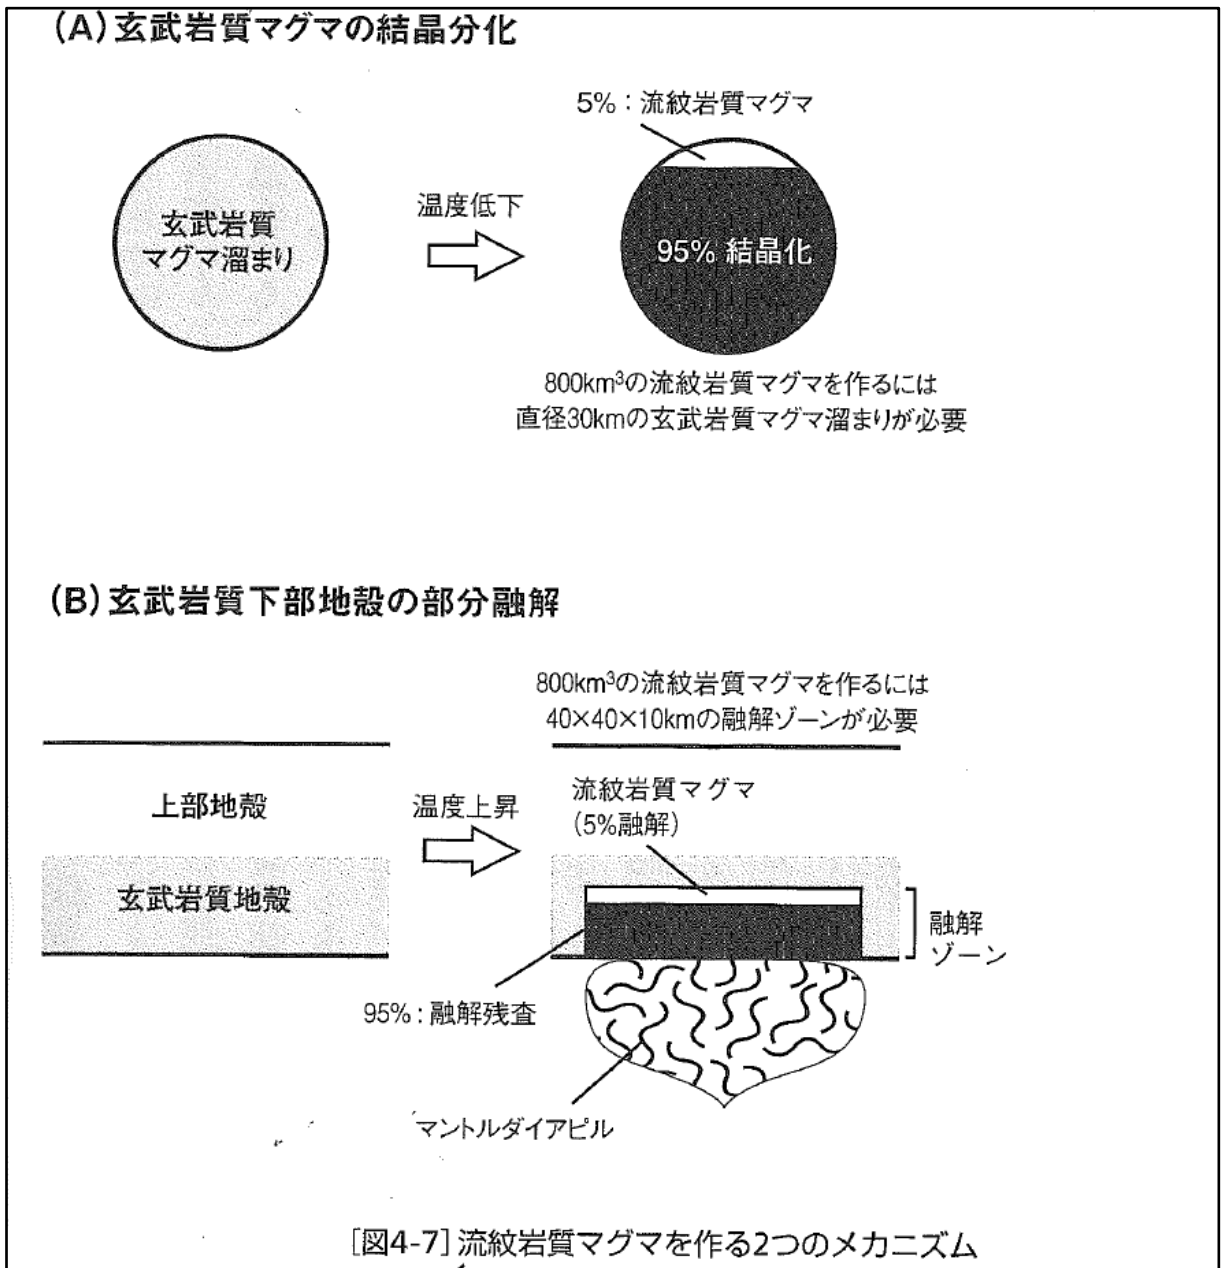 (A)玄武岩質マグマの結晶分化
5%：流紋岩質マグマ
玄武岩質
マグマ溜まり
温度低下
95% 結晶化
800km³の流紋岩質マグマを作るには
直径30kmの玄武岩質マグマ溜まりが必要
(B)玄武岩質下部地殻の部分融解
800km³の流紋岩質マグマを作るには
40×40×10kmの融解ゾーンが必要
上部地殻
温度上昇
流紋岩質マグマ
(5%融解)
玄武岩質地殻
融解
ゾーン
95%：融解残査
マントルダイアピル
[図4-7]流紋岩質マグマを作る2つのメカニズム